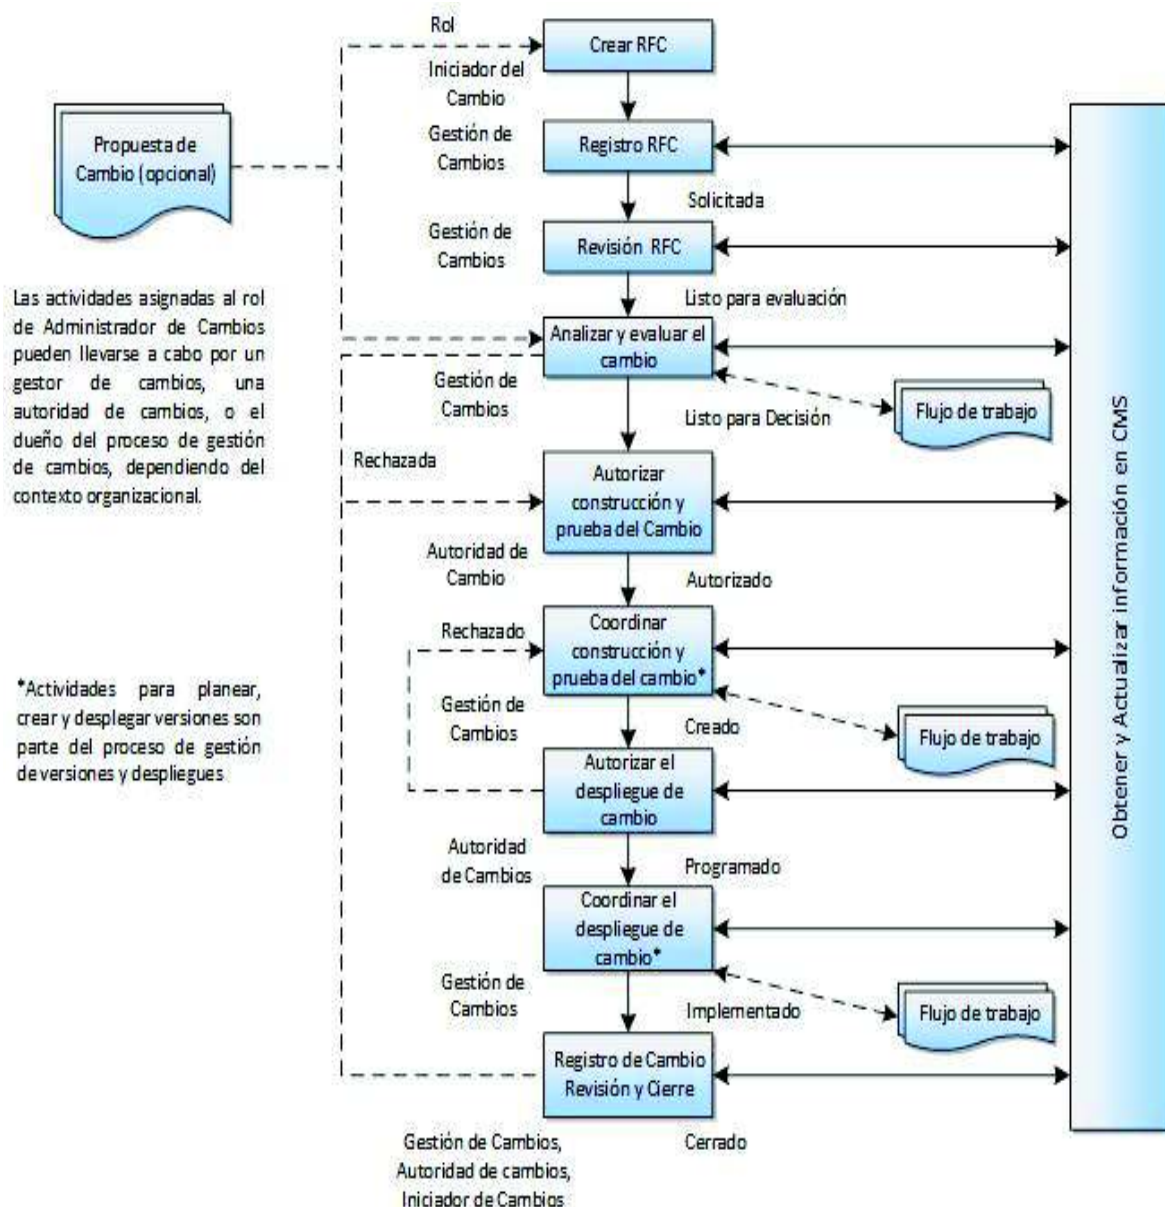 Rol
Crear RFC
Iniciador del
Cambio
Propuesta de
Cambio (opcional)
Gestión de
Cambios
Registro RFC
Solicitada
Gestión de
Cambios
Revisión RFC
Listo para evaluación
Las actividades asignadas al rol
de Administrador de Cambios
pueden llevarse a cabo por un
gestor de cambios, una
autoridad de cambios, o el
dueño del proceso de gestión
de cambios, dependiendo del
contexto organizacional.
Analizar y evaluar el
cambio
Gestión de
Cambios
Listo para Decisión
Flujo de trabajo
Rechazada
Autorizar
construcción y
prueba del Cambio
Autoridad de
Cambio
Autorizado
Rechazado
Coordinar
construcción y
prueba del cambio*
*Actividades para planear,
crear y desplegar versiones son
parte del proceso de gestión
de versiones y despliegues
Gestión de
Cambios
Creado
Flujo de trabajo
Autorizar el
despliegue de
cambio
Autoridad
de Cambios
Programado
Coordinar el
despliegue de
cambio*
Gestión de
Cambios
Implementado
Flujo de trabajo
Registro de Cambio
Revisión y Cierre
Gestión de Cambios,
Autoridad de cambios,
Iniciador de Cambios
Cerrado
Obtener y Actualizar información en CMS